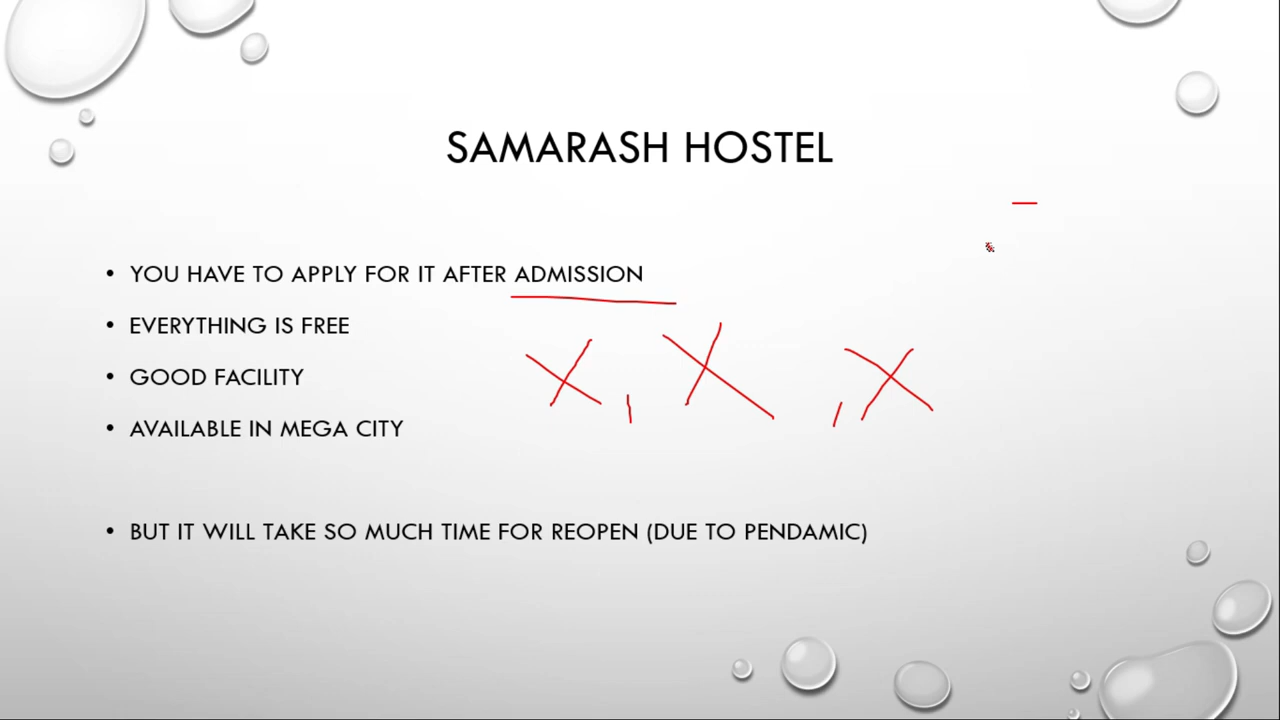 SAMARASH HOSTEL
• YOU HAVE TO APPLY FOR IT AFTER ADMISSION
• EVERYTHING IS FREE
• GOOD FACILITY
X, X , X
• AVAILABLE IN MEGA CITY
• BUT IT WILL TAKE SO MUCH TIME FOR REOPEN (DUE TO PENDAMIC)